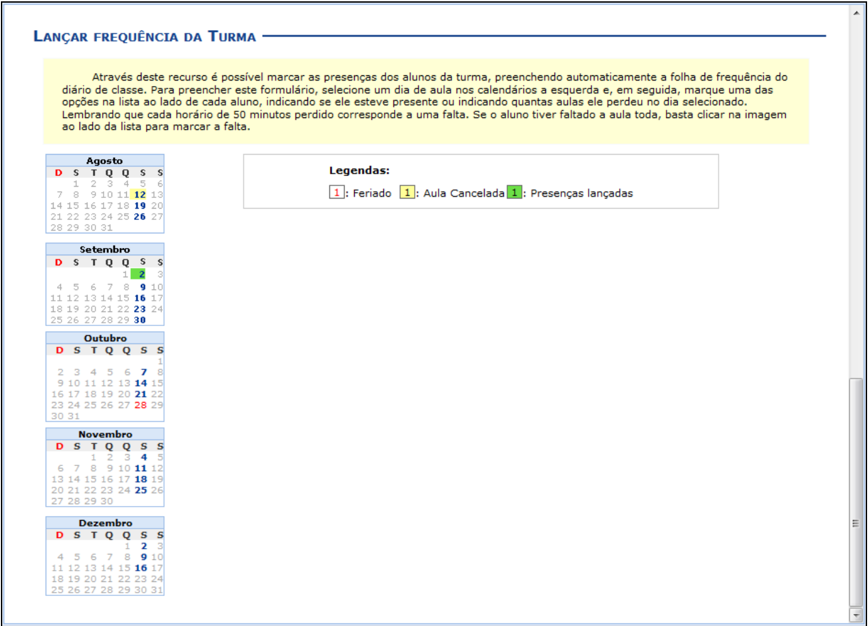 LANÇAR FREQUÊNCIA DA TURMA
Através deste recurso é possível marcar as presenças dos alunos da turma, preenchendo automaticamente a folha de frequência do
diário de classe. Para preencher este formulário, selecione um dia de aula nos calendários a esquerda e, em seguida, marque uma das
opções na lista ao lado de cada aluno, indicando se ele esteve presente ou indicando quantas aulas ele perdeu no dia selecionado.
Lembrando que cada horário de 50 minutos perdido corresponde a uma falta. Se o aluno tiver faltado a aula toda, basta clicar na imagem
ao lado da lista para marcar a falta.
Agosto
D S T Q Q S S
1 2 3 4 5 6
7 8 9 10 11 12 13
14 15 16 17 18 19 20
21 22 23 24 25 26 27
28 29 30 31
Legendas:
1: Feriado 1: Aula Cancelada 1: Presenças lançadas
Setembro
D S T Q Q S S
1 2 3
4 5 6 7 8 9 10
11 12 13 14 15 16 17
18 19 20 21 22 23 24
25 26 27 28 29 30
Outubro
D S T Q Q S S
1
2 3 4 5 6 7 8
9 10 11 12 13 14 15
16 17 18 19 20 21 22
23 24 25 26 27 28 29
30 31
Novembro
D S T Q Q S S
1 2 3 4 5
6 7 8 9 10 11 12
13 14 15 16 17 18 19
20 21 22 23 24 25 26
27 28 29 30
Dezembro
D S T Q Q S S
1 2 3
4 5 6 7 8 9 10
11 12 13 14 15 16 17
18 19 20 21 22 23 24
25 26 27 28 29 30 31